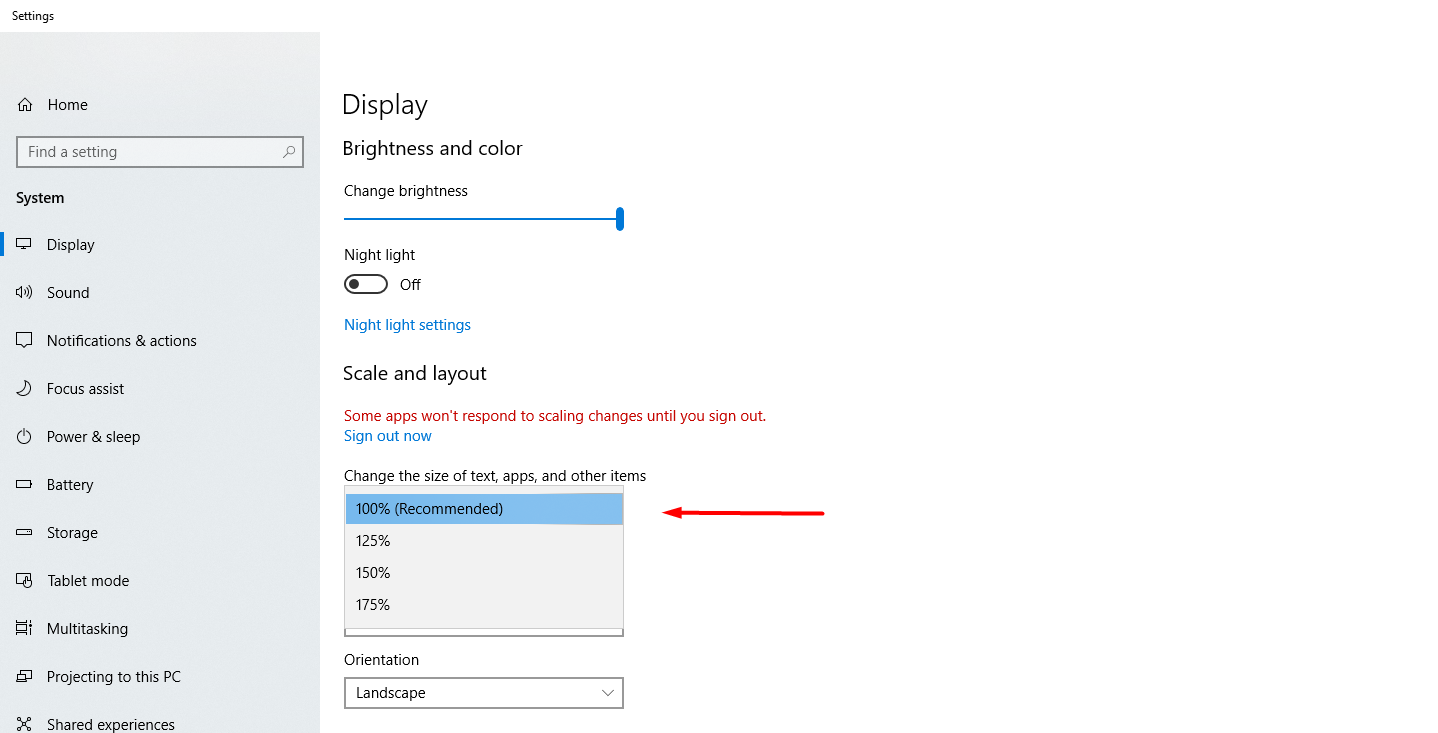 Settings
Home
Find a setting
System
Display
Sound
Notifications & actions
Focus assist
Power & sleep
Battery
Storage
Tablet mode
Multitasking
Projecting to this PC
Shared experiences
Display
Brightness and color
Change brightness
Night light
Off
Night light settings
Scale and layout
Some apps won't respond to scaling changes until you sign out.
Sign out now
Change the size of text, apps, and other items
100% (Recommended)
125%
150%
175%
Orientation
Landscape